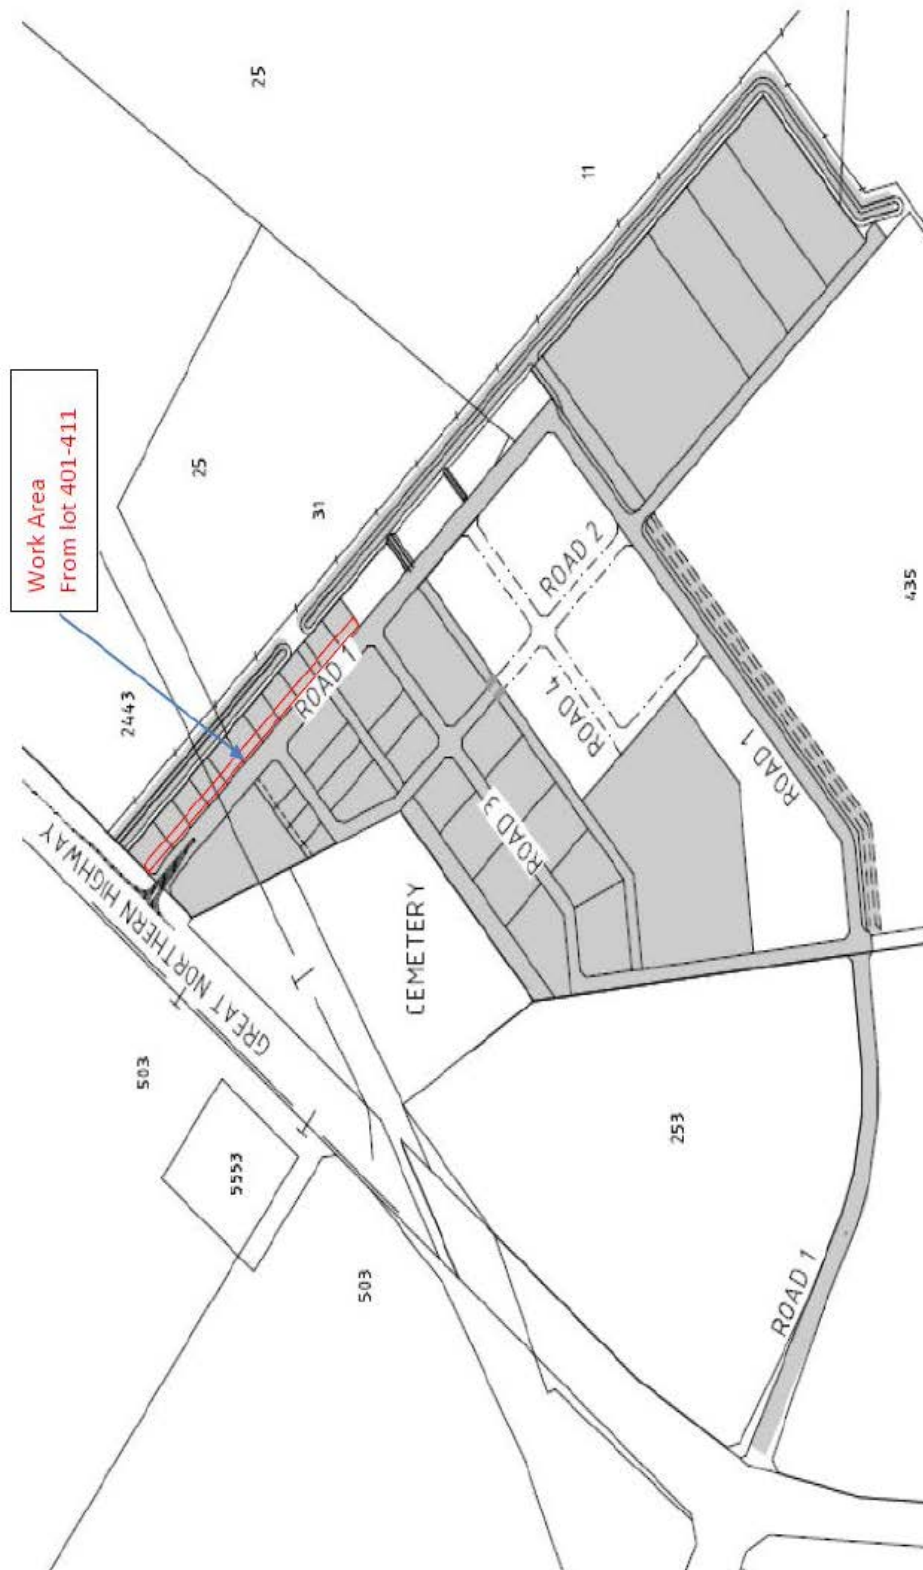 25
11
Work Area
From lot 401-411
25
31
2443
ROAD 1
ROAD 2
ROAD 4
435
GREAT NORTHERN HIGHWAY
ROAD 1
ROAD 3
CEMETERY
503
5553
253
503
ROAD 1